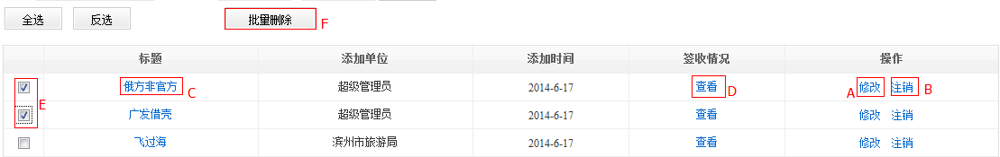 全选 反选 批量删除 F
标题 添加单位 添加时间 签收情况 操作
俄方非官方 C 超级管理员 2014-6-17 查看 D A 修改 注销 B
E
广发借壳 超级管理员 2014-6-17 查看 修改 注销
飞过海 滨州市旅游局 2014-6-17 查看 修改 注销